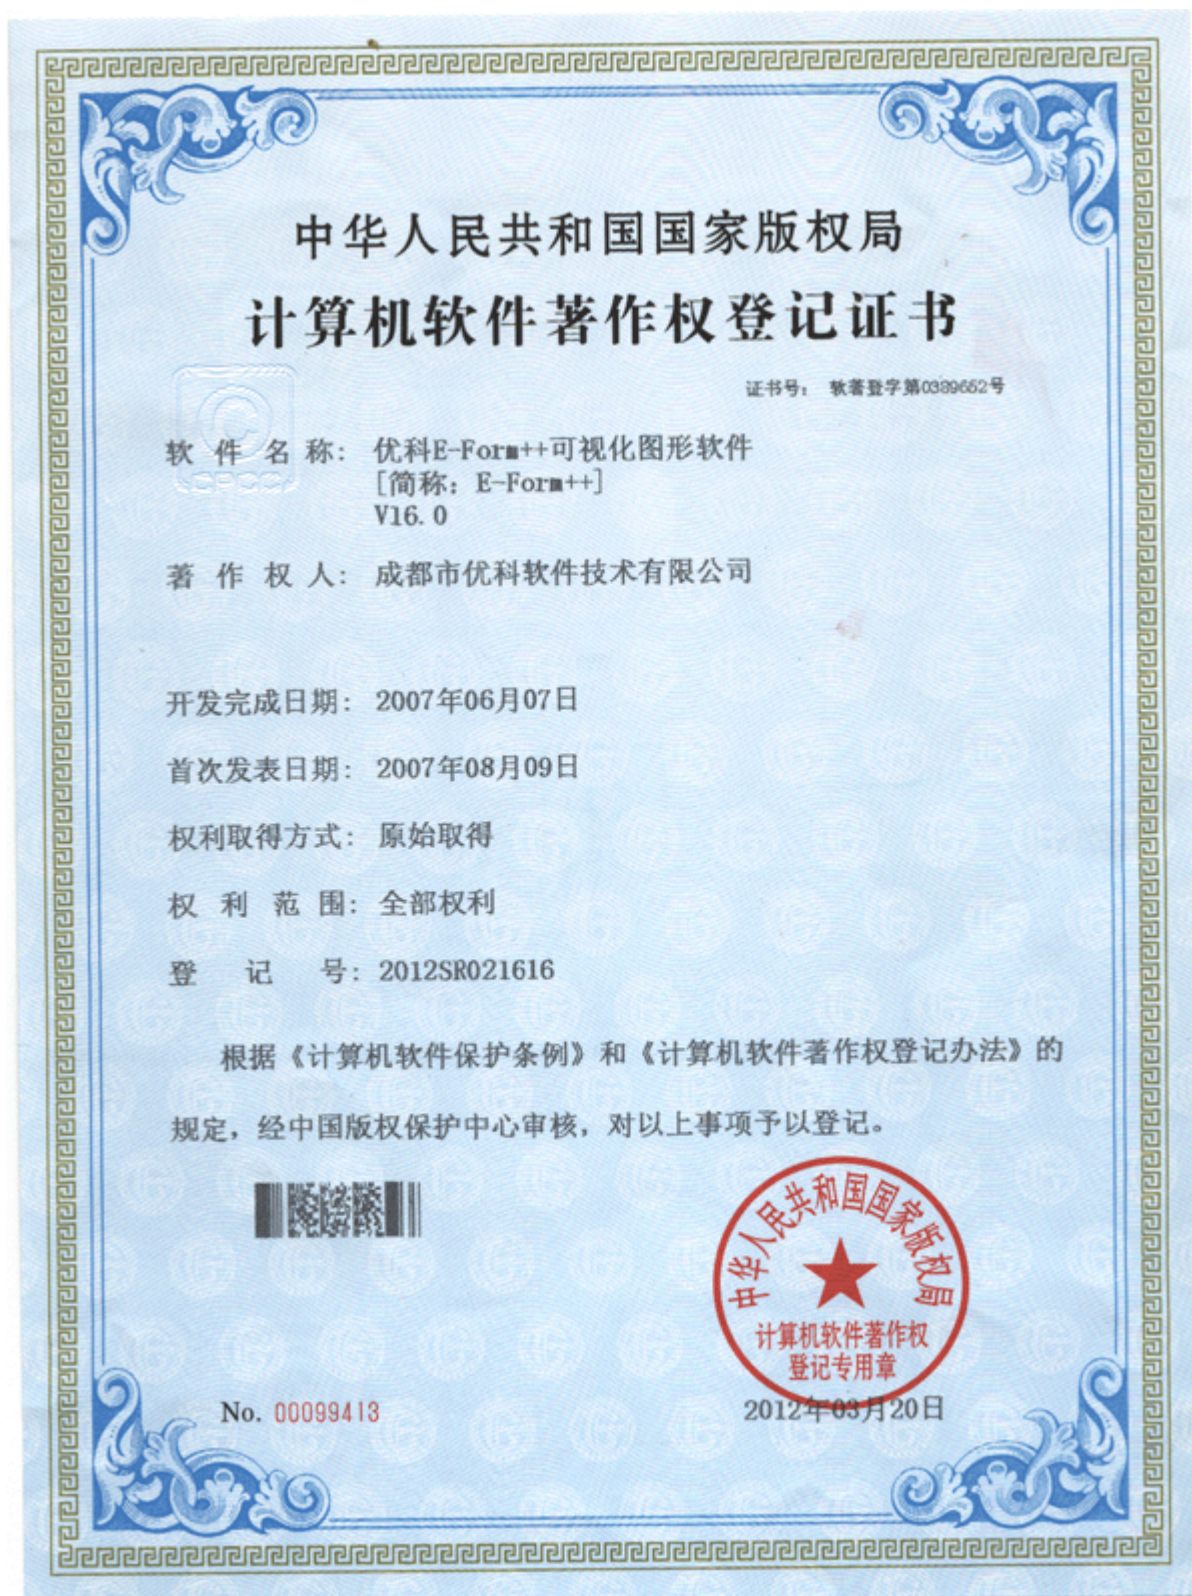 中华人民共和国国家版权局
计算机软件著作权登记证书
证书号： 软著登字第0389652号
CPCC
软件名称： 优科E-Form++可视化图形软件
[简称：E-Form++]
V16.0
著作权人： 成都市优科软件技术有限公司
开发完成日期： 2007年06月07日
首次发表日期： 2007年08月09日
权利取得方式： 原始取得
权利范围： 全部权利
登记号： 2012SR021616
根据《计算机软件保护条例》和《计算机软件著作权登记办法》的
规定，经中国版权保护中心审核，对以上事项予以登记。
中华人民共和国国家版权局
计算机软件著作权
登记专用章
No. 00099413
2012年03月20日